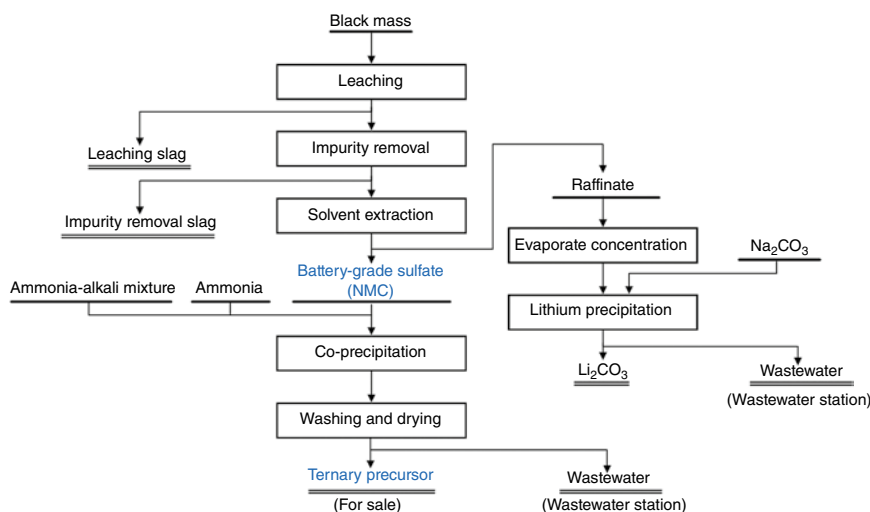 Black mass
Leaching
Leaching slag
Impurity removal
Impurity removal slag
Solvent extraction
Raffinate
Evaporate concentration
Na₂CO₃
Battery-grade sulfate
(NMC)
Ammonia-alkali mixture
Ammonia
Lithium precipitation
Co-precipitation
Li₂CO₃
Wastewater
(Wastewater station)
Washing and drying
Ternary precursor
(For sale)
Wastewater
(Wastewater station)